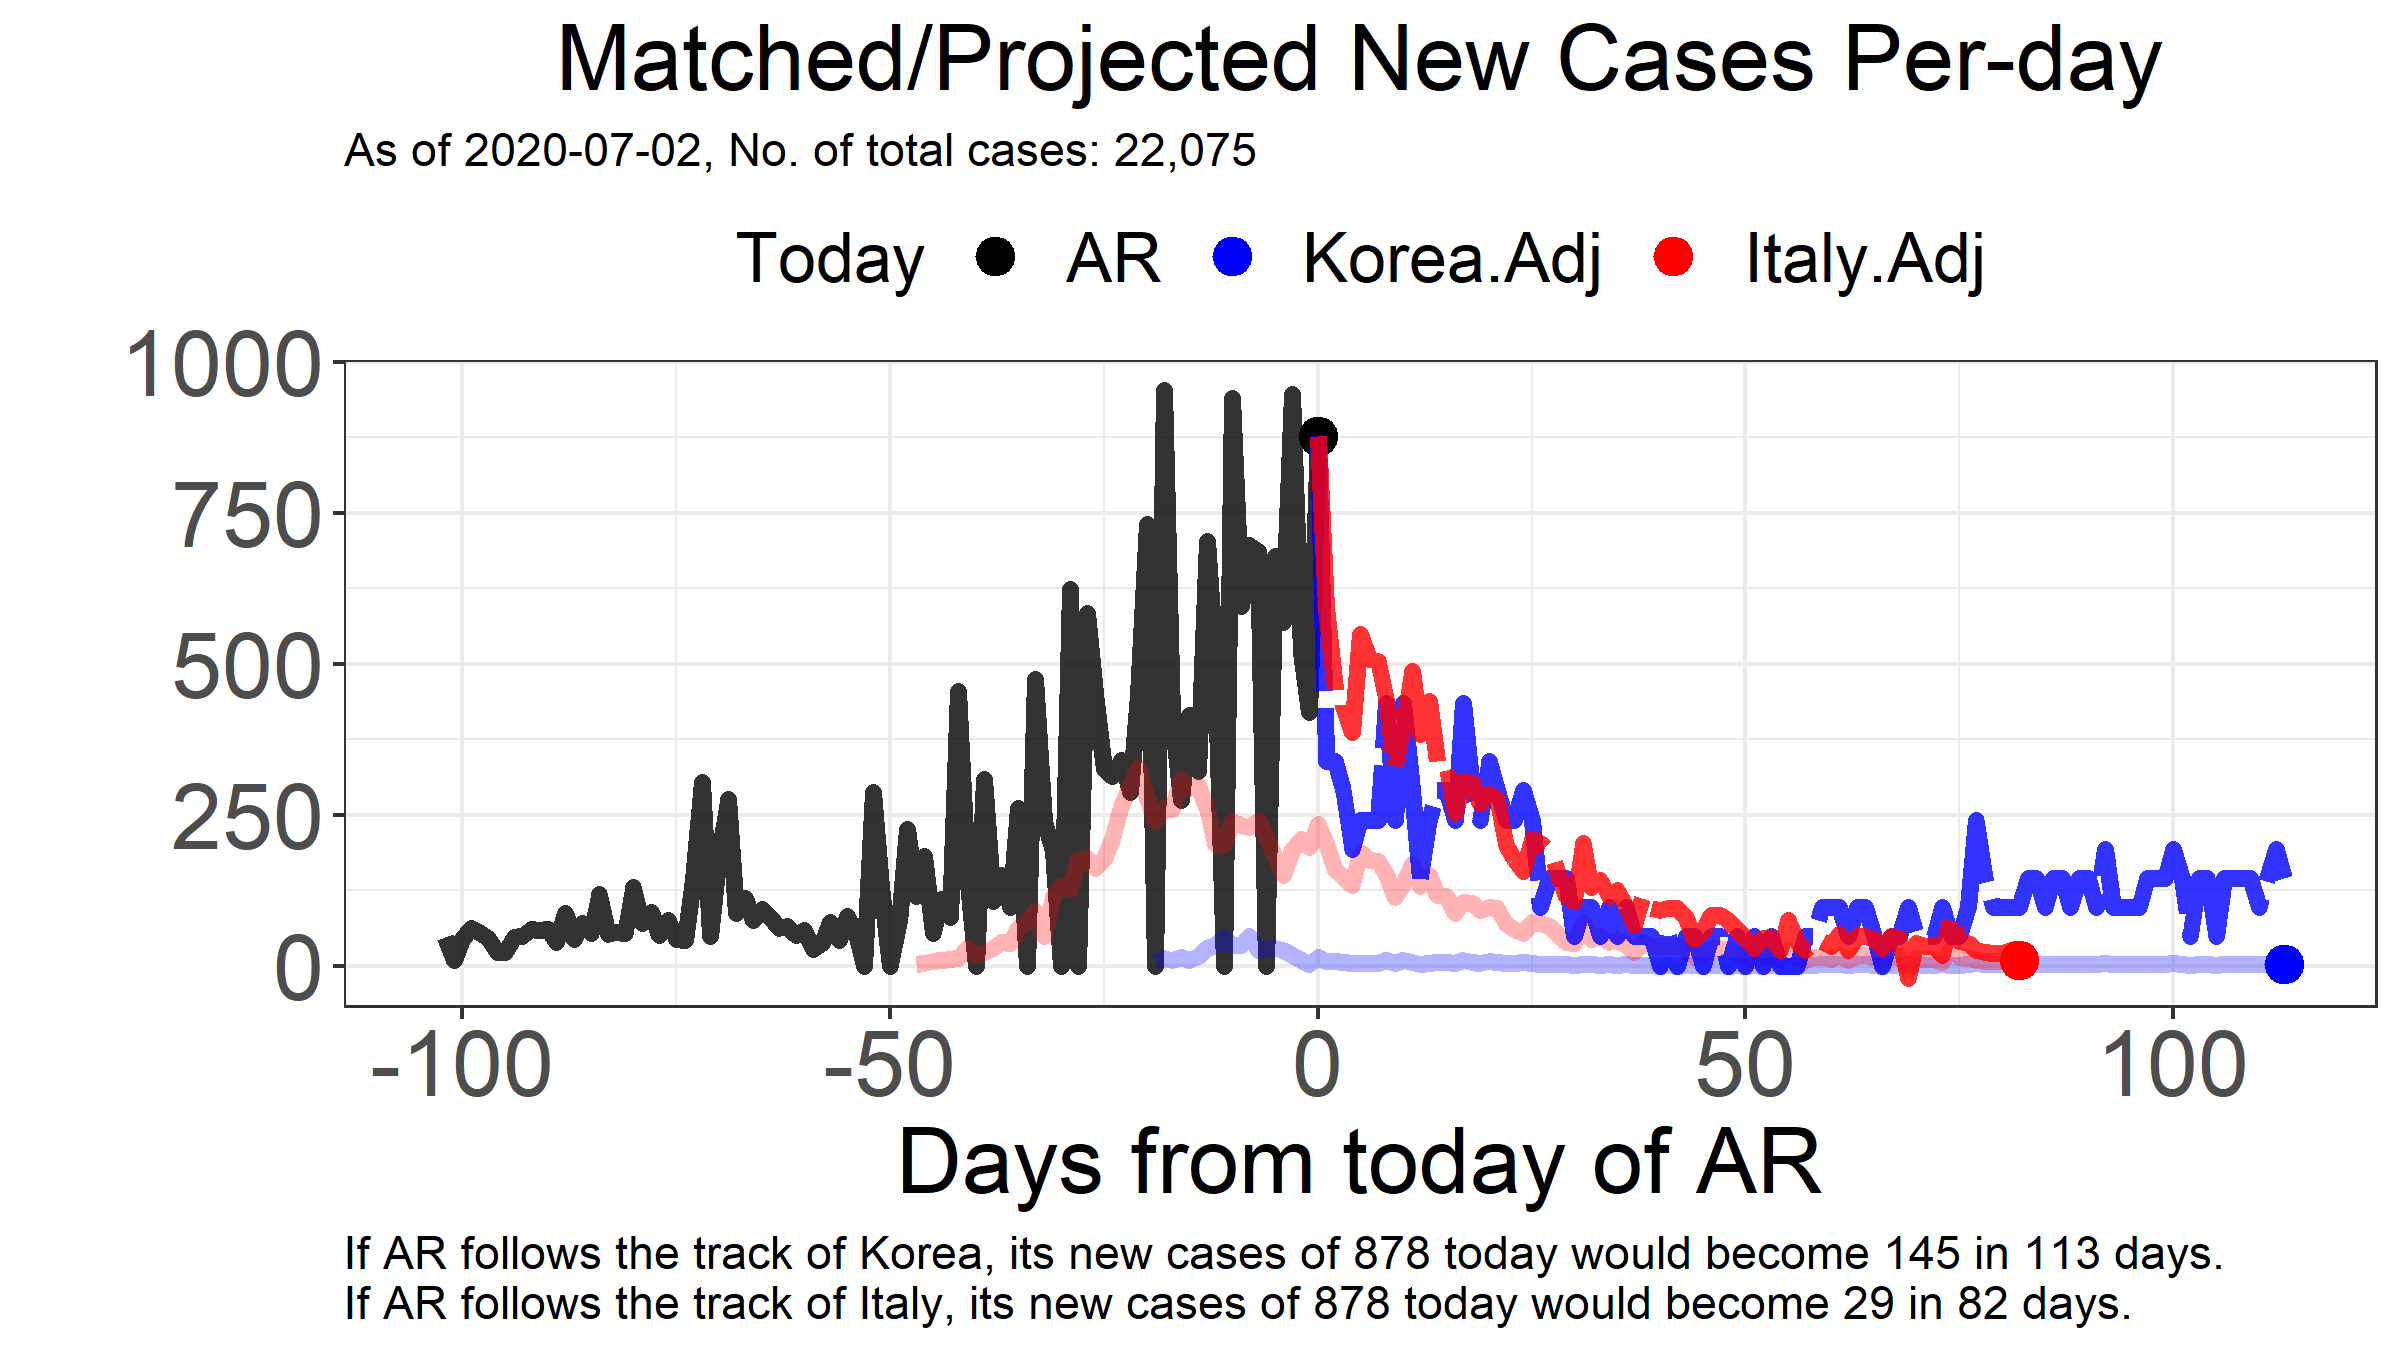 Matched/Projected New Cases Per-day
As of 2020-07-02, No. of total cases: 22,075
Today AR Korea.Adj Italy.Adj
1000
750
500
250
0
-100 -50 0 50 100
Days from today of AR
If AR follows the track of Korea, its new cases of 878 today would become 145 in 113 days.
If AR follows the track of Italy, its new cases of 878 today would become 29 in 82 days.